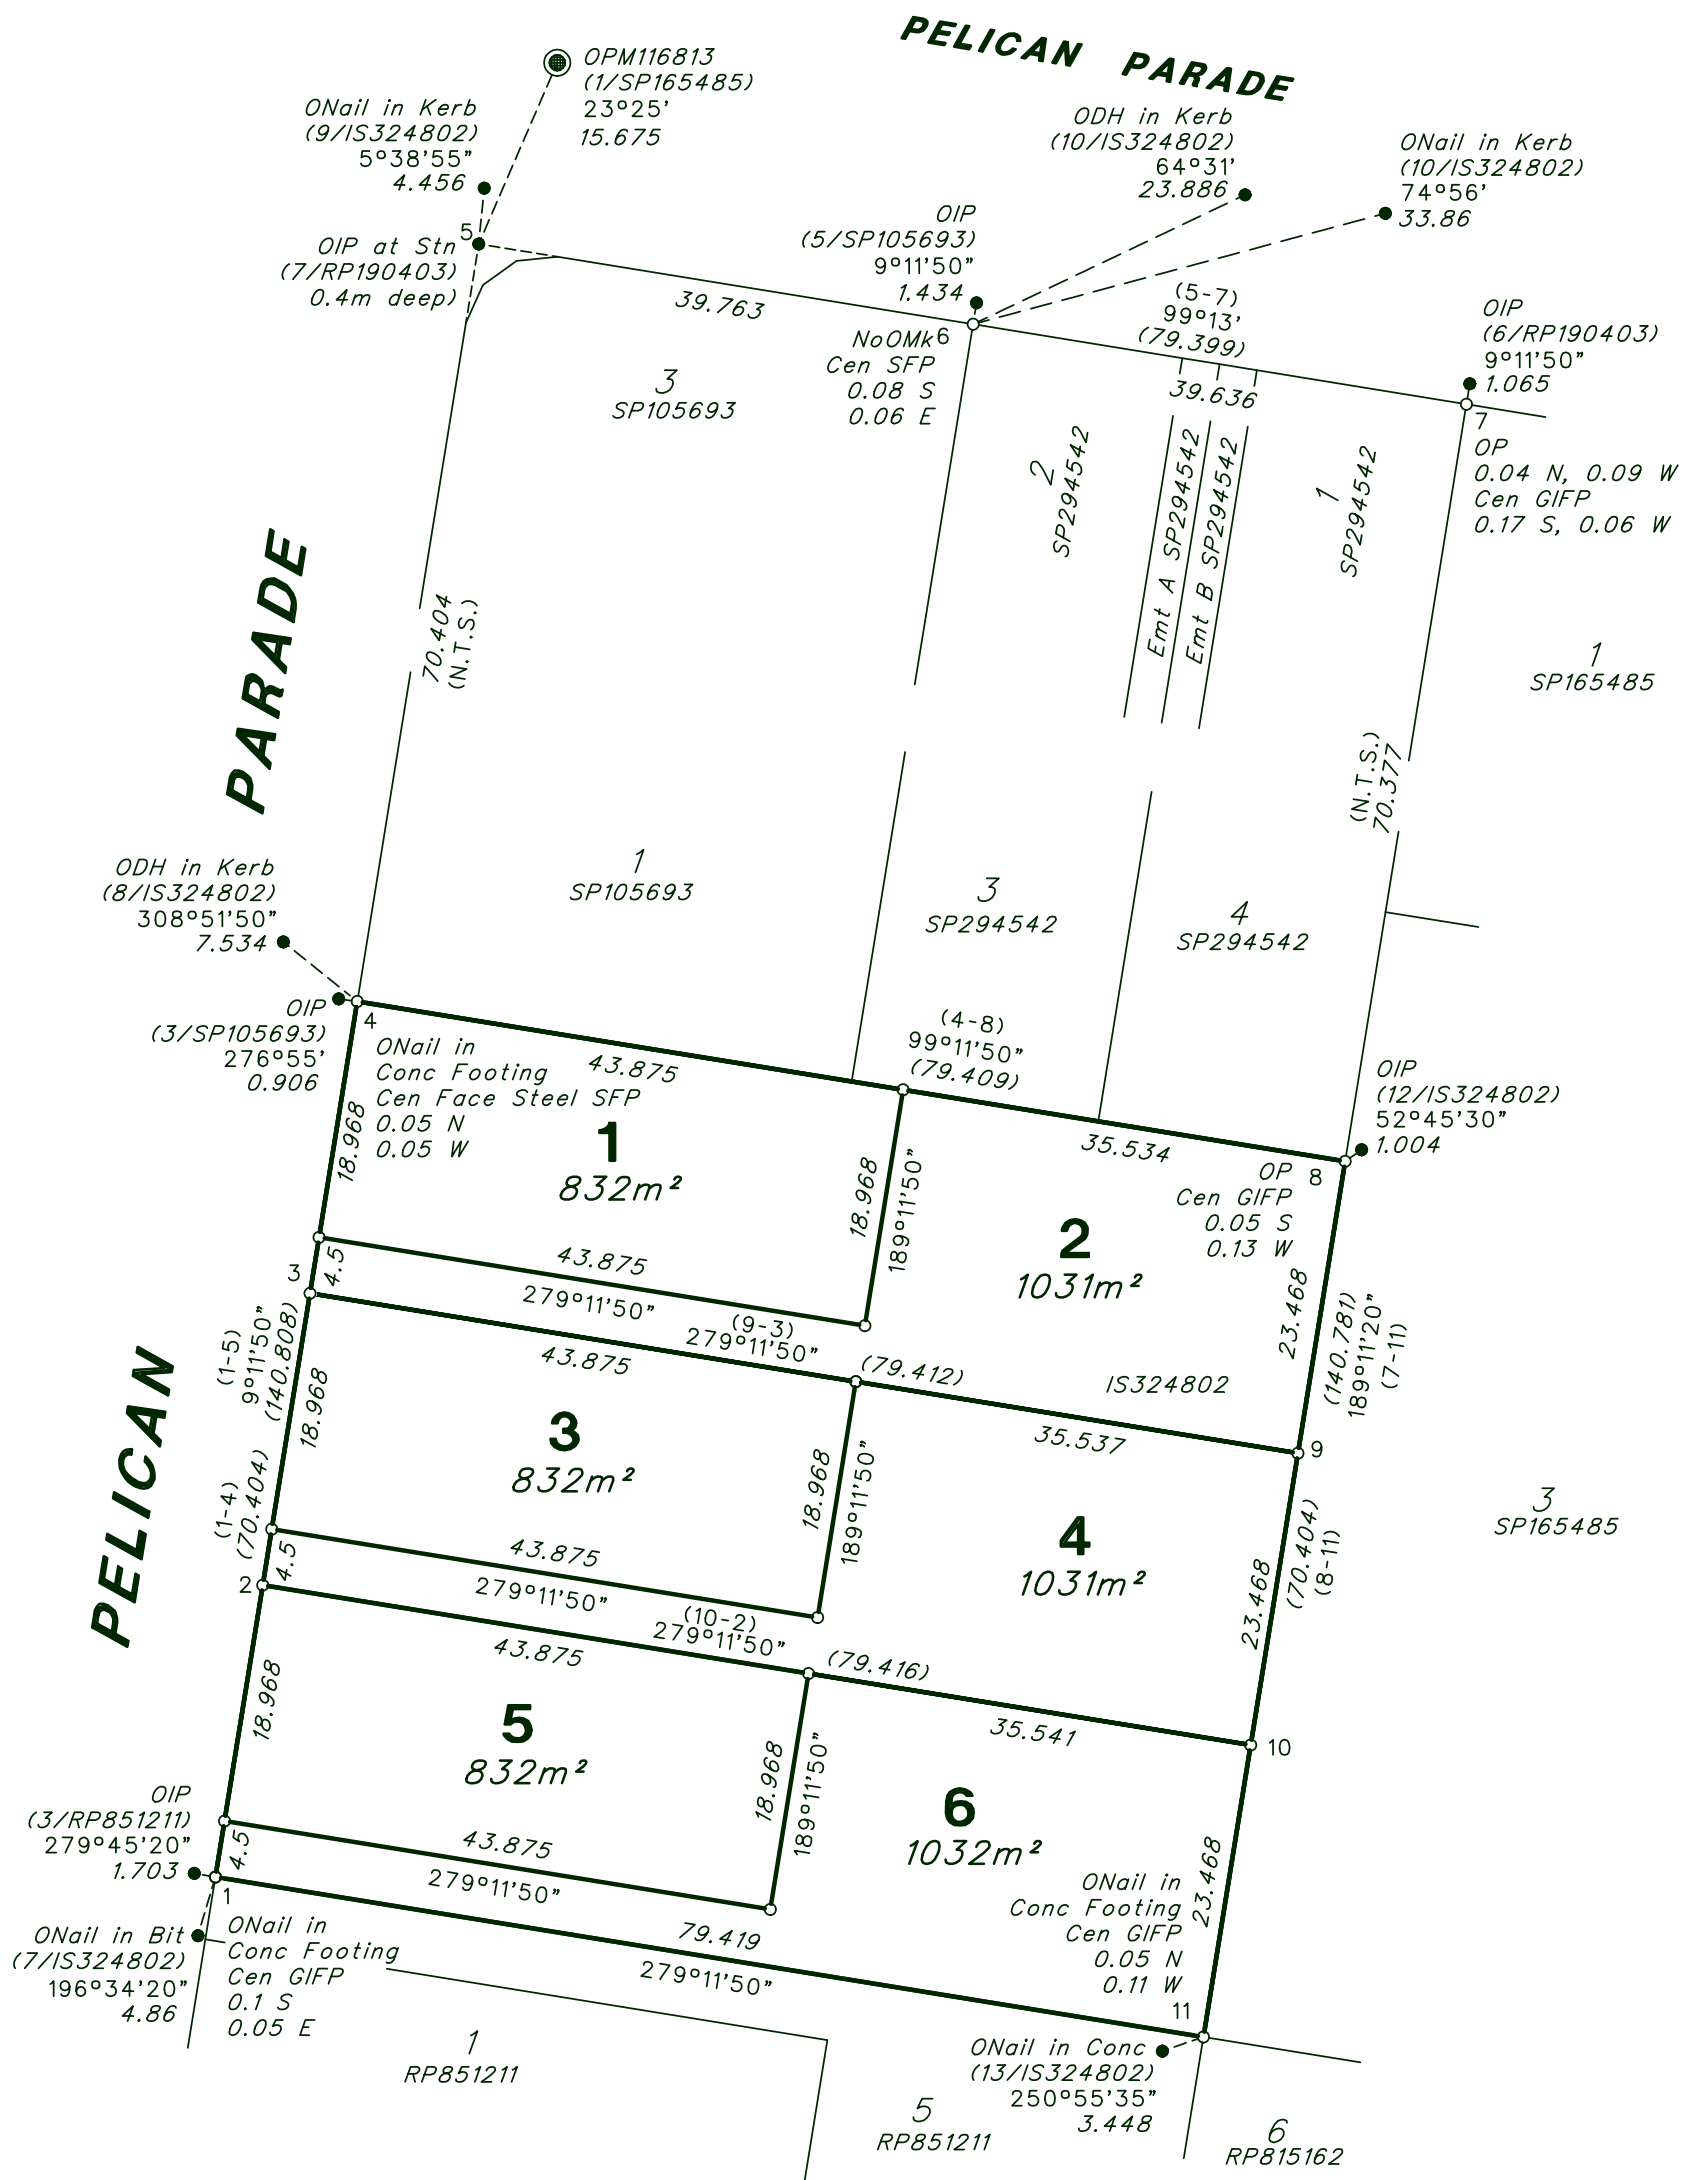 PELICAN PARADE
OPM116813
(1/SP165485)
23°25'
15.675
ONail in Kerb
(9/IS324802)
5°38'55"
4.456
5
OIP at Stn
(7/RP190403)
0.4m deep)
ODH in Kerb
(10/IS324802)
64°31'
23.886
ONail in Kerb
(10/IS324802)
74°56'
33.86
OIP
(5/SP105693)
9°11'50"
1.434
39.763
NoOMk
6
Cen SFP
0.08 S
0.06 E
(5-7)
99°13'
(79.399)
39.636
OIP
(6/RP190403)
9°11'50"
1.065
7
OP
0.04 N, 0.09 W
Cen GIFP
0.17 S, 0.06 W
3
SP105693
2
SP294542
Emt A SP294542
Emt B SP294542
1
SP294542
1
SP165485
PELICAN PARADE
70.404
(N.T.S.)
(N.T.S.)
70.377
ODH in Kerb
(8/IS324802)
308°51'50"
7.534
1
SP105693
3
SP294542
4
SP294542
OIP
(3/SP105693)
276°55'
0.906
4
ONail in
Conc Footing
Cen Face Steel SFP
0.05 N
0.05 W
43.875
(4-8)
99°11'50"
(79.409)
35.534
OIP
(12/IS324802)
52°45'30"
1.004
8
OP
Cen GIFP
0.05 S
0.13 W
18.968
1
832m²
18.968
189°11'50"
2
1031m²
23.468
(140.781)
189°11'20"
(7-11)
4.5
43.875
279°11'50"
3
(9-3)
279°11'50"
43.875
(79.412)
IS324802
35.537
9
(1-5)
9°11'50"
(140.808)
18.968
3
832m²
18.968
189°11'50"
4
1031m²
23.468
(70.404)
(8-11)
3
SP165485
(1-4)
(70.404)
4.5
43.875
279°11'50"
2
(10-2)
279°11'50"
43.875
(79.416)
35.541
10
18.968
5
832m²
18.968
189°11'50"
6
1032m²
23.468
OIP
(3/RP851211)
279°45'20"
1.703
4.5
43.875
279°11'50"
1
79.419
279°11'50"
ONail in Bit
(7/IS324802)
196°34'20"
4.86
ONail in
Conc Footing
Cen GIFP
0.1 S
0.05 E
ONail in
Conc Footing
Cen GIFP
0.05 N
0.11 W
11
ONail in Conc
(13/IS324802)
250°55'35"
3.448
1
RP851211
5
RP851211
6
RP815162